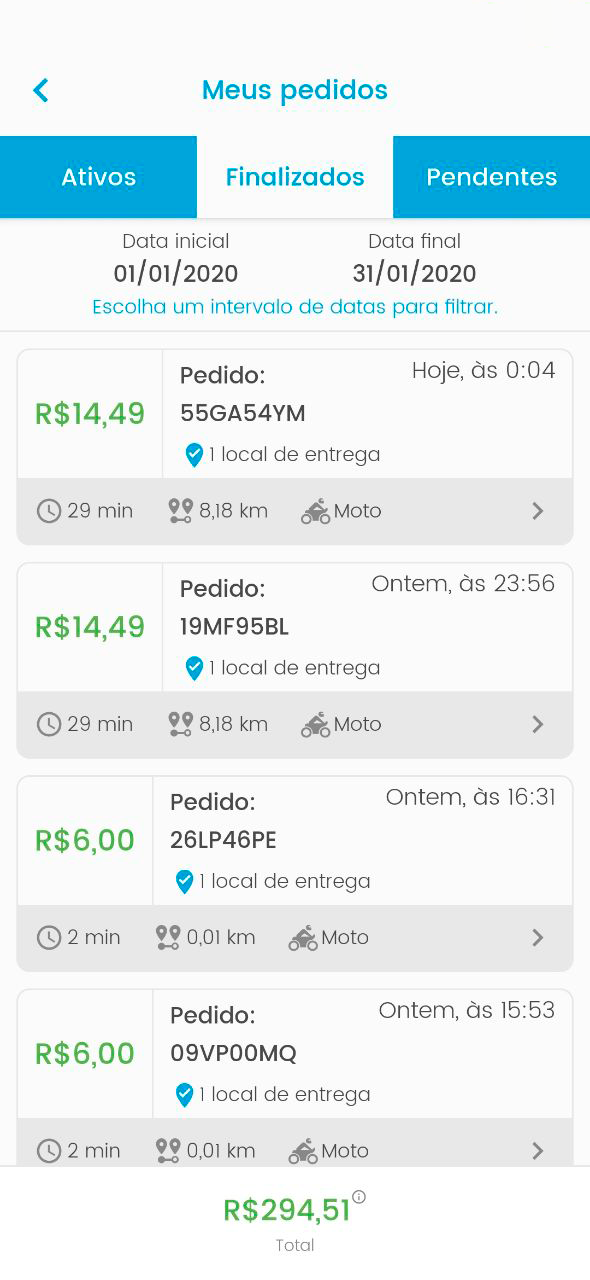 Meus pedidos
Ativos
Finalizados
Pendentes
Data inicial
Data final
01/01/2020
31/01/2020
Escolha um intervalo de datas para filtrar.
R$14,49
Pedido:
Hoje, às 0:04
55GA54YM
1 local de entrega
29 min
8,18 km
Moto
R$14,49
Pedido:
Ontem, às 23:56
19MF95BL
1 local de entrega
29 min
8,18 km
Moto
R$6,00
Pedido:
Ontem, às 16:31
26LP46PE
1 local de entrega
2 min
0,01 km
Moto
R$6,00
Pedido:
Ontem, às 15:53
09VP00MQ
1 local de entrega
2 min
0,01 km
Moto
R$294,51
Total